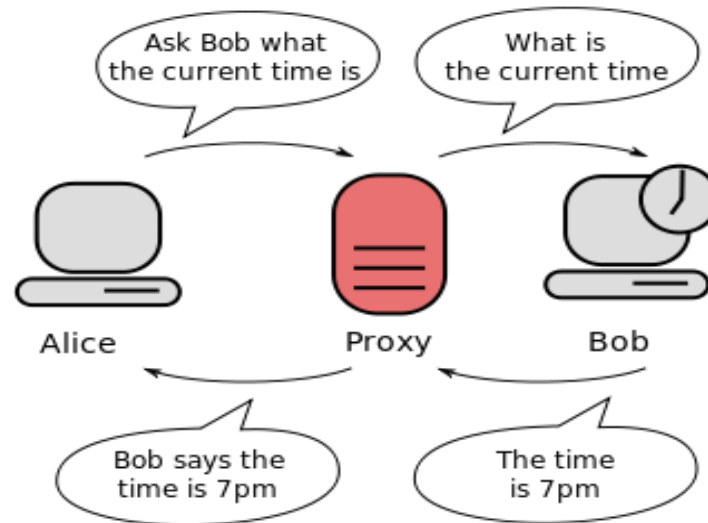 Ask Bob what
the current time is
What is
the current time
Alice
Proxy
Bob
Bob says the
time is 7pm
The time
is 7pm